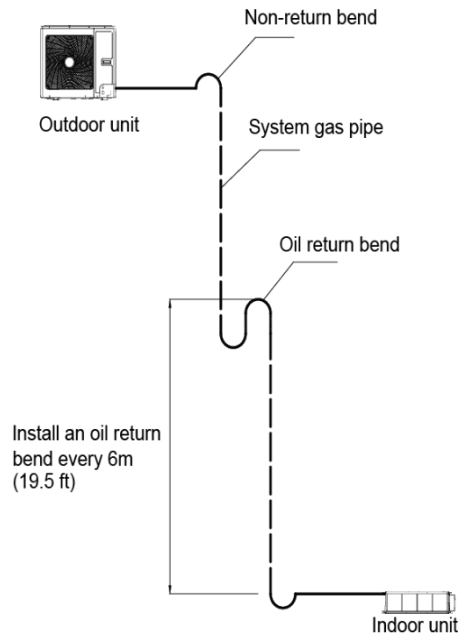 Non-return bend
Outdoor unit
System gas pipe
Oil return bend
Install an oil return
bend every 6m
(19.5 ft)
Indoor unit